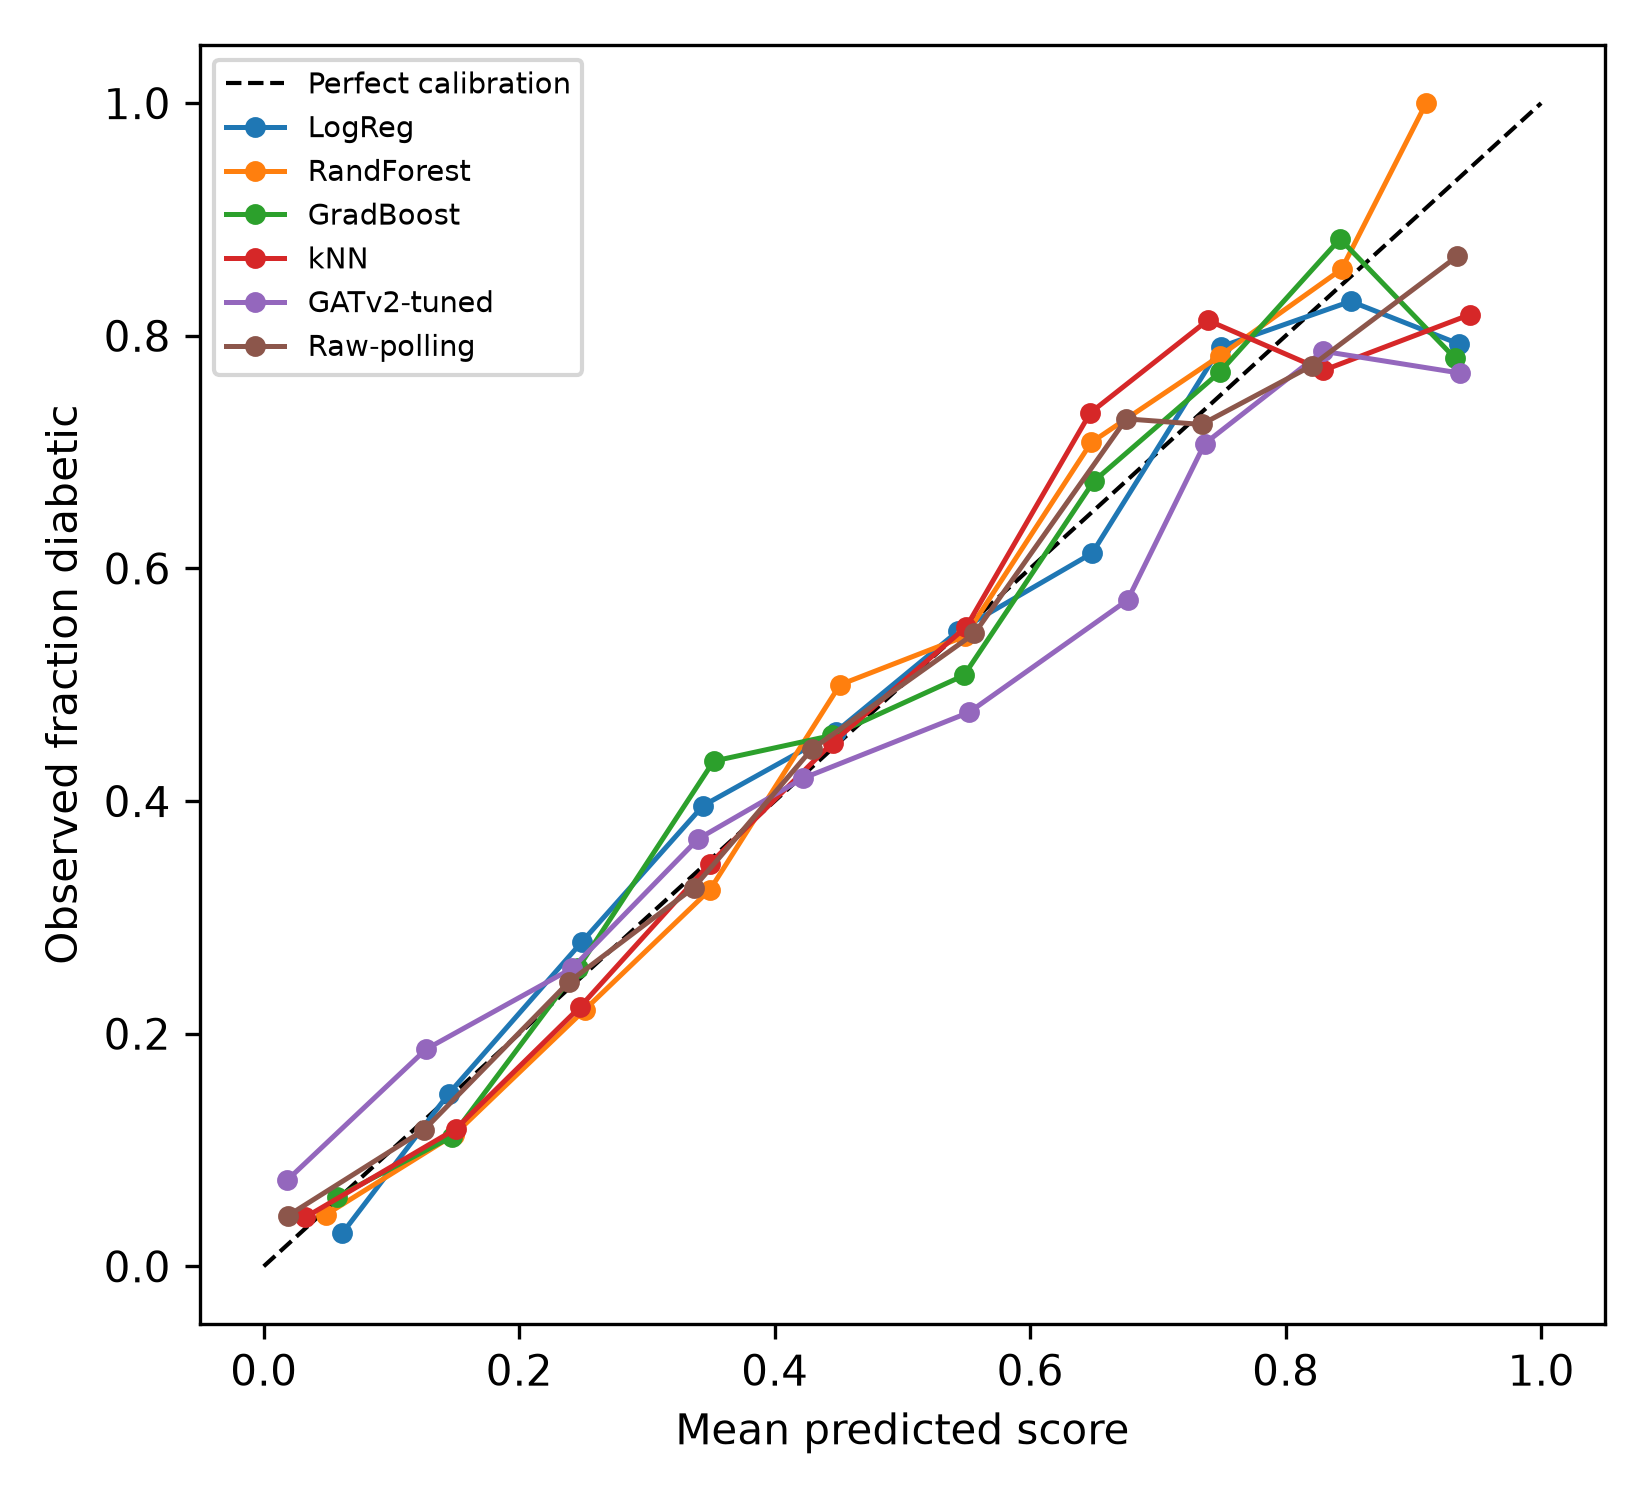 Perfect calibration
LogReg
RandForest
GradBoost
kNN
GATv2-tuned
Raw-polling
1.0
0.8
0.6
0.4
0.2
0.0
Observed fraction diabetic
0.0 0.2 0.4 0.6 0.8 1.0
Mean predicted score